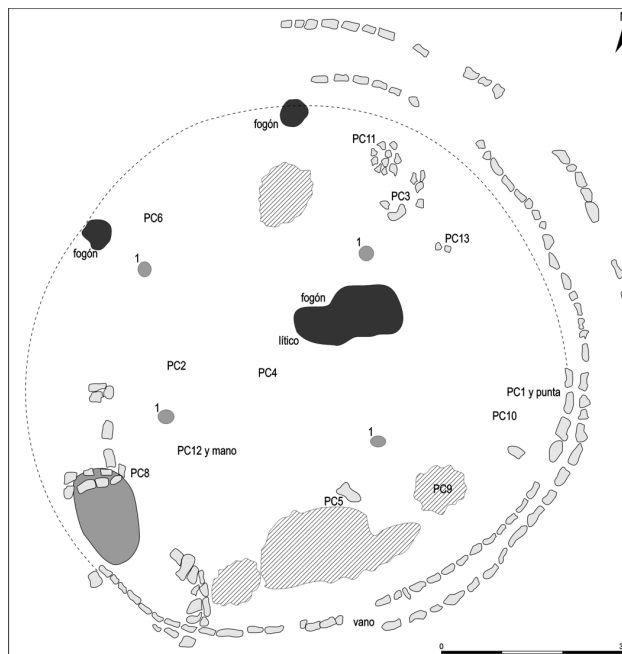 N
fogón
PC11
PC3
PC6
PC13
fogón
1
1
fogón
lítico
PC2
PC4
PC1 y punta
PC10
1
1
PC12 y mano
PC8
PC9
PC5
vano
0
3